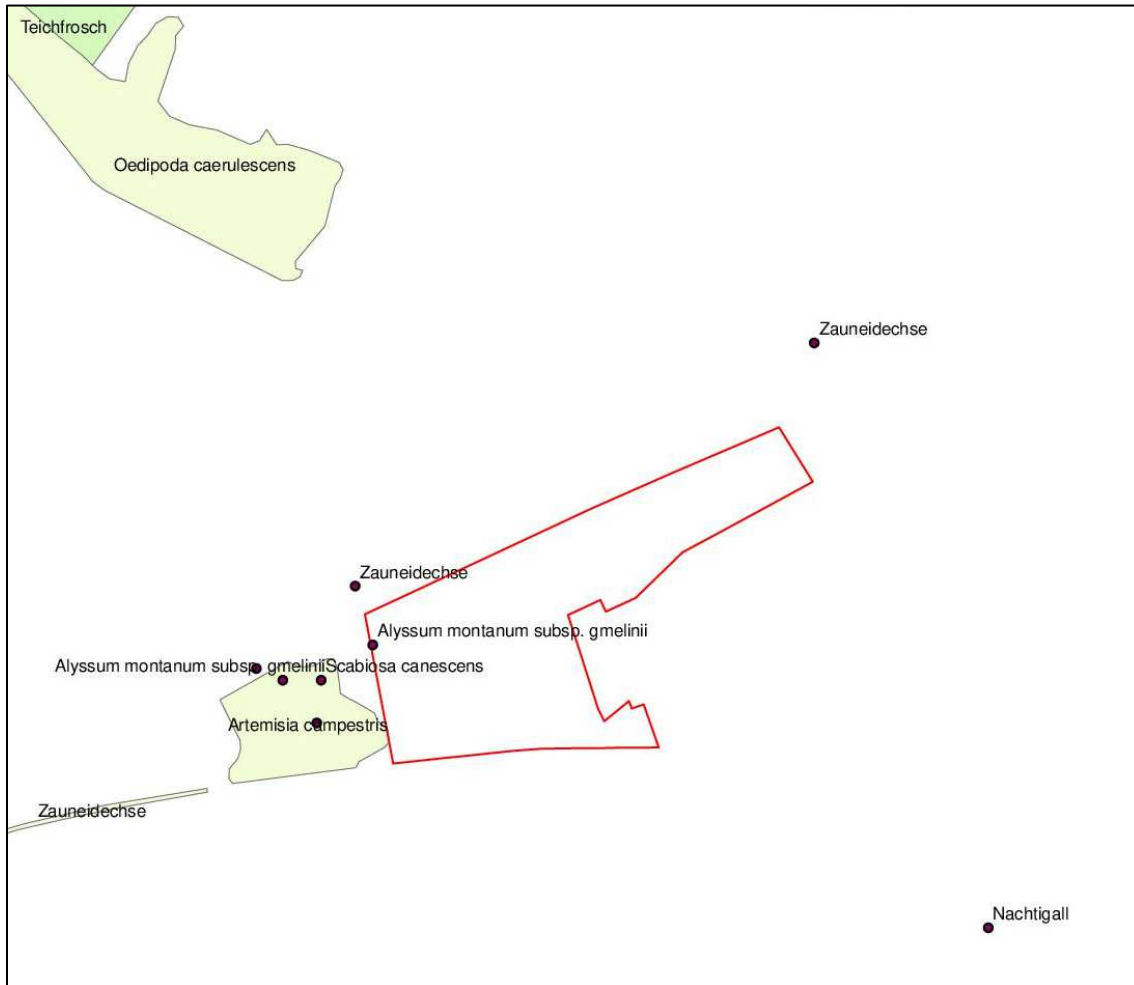 Teichfrosch
Oedipoda caerulescens
Zauneidechse
Zauneidechse
Alyssum montanum subsp. gmelinii
Alyssum montanum subsp. gmelinii
Scabiosa canescens
Artemisia campestris
Zauneidechse
Nachtigall